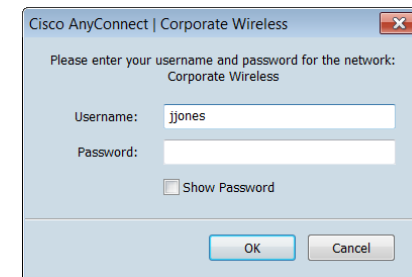 Cisco AnyConnect | Corporate Wireless
Please enter your username and password for the network:
Corporate Wireless
Username: jjones
Password:
Show Password
OK Cancel